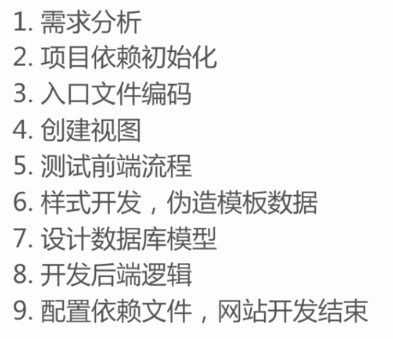 1. 需求分析
2. 项目依赖初始化
3. 入口文件编码
4. 创建视图
5. 测试前端流程
6. 样式开发，伪造模板数据
7. 设计数据库模型
8. 开发后端逻辑
9. 配置依赖文件，网站开发结束